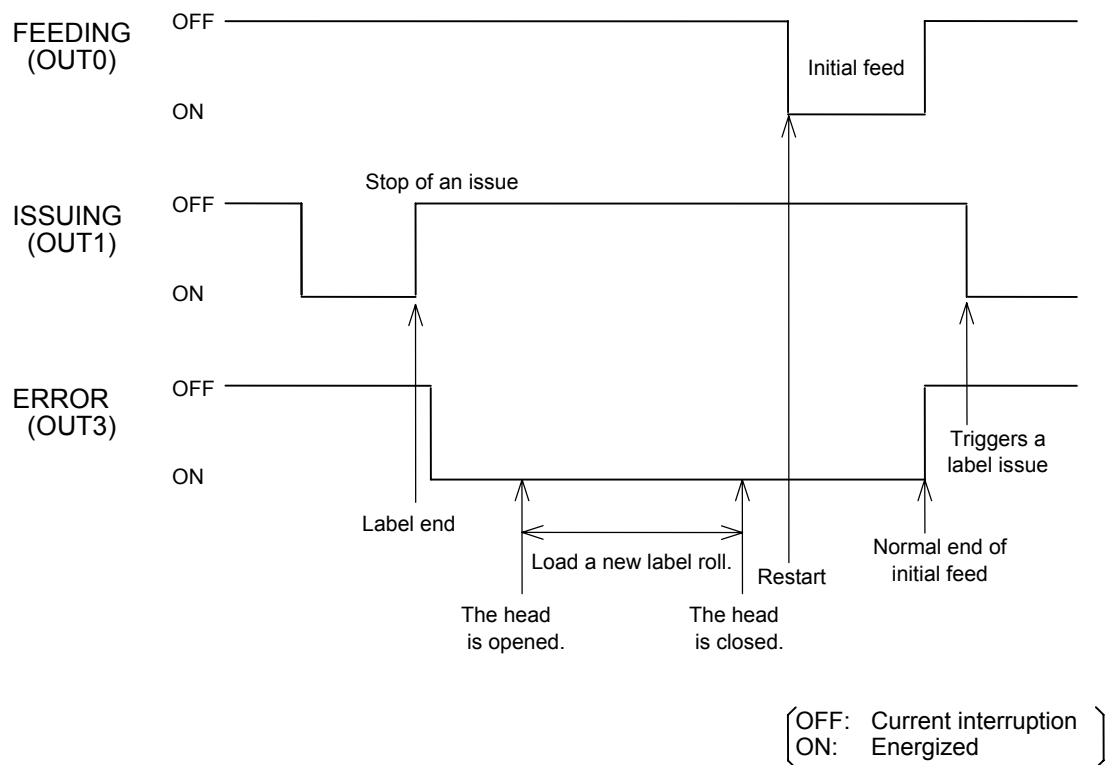 FEEDING
(OUT0)
OFF
ON
Initial feed
Stop of an issue
ISSUING
(OUT1)
OFF
ON
ERROR
(OUT3)
OFF
ON
Triggers a
label issue
Label end
Load a new label roll.
Restart
Normal end of
initial feed
The head
is opened.
The head
is closed.
OFF: Current interruption
ON: Energized